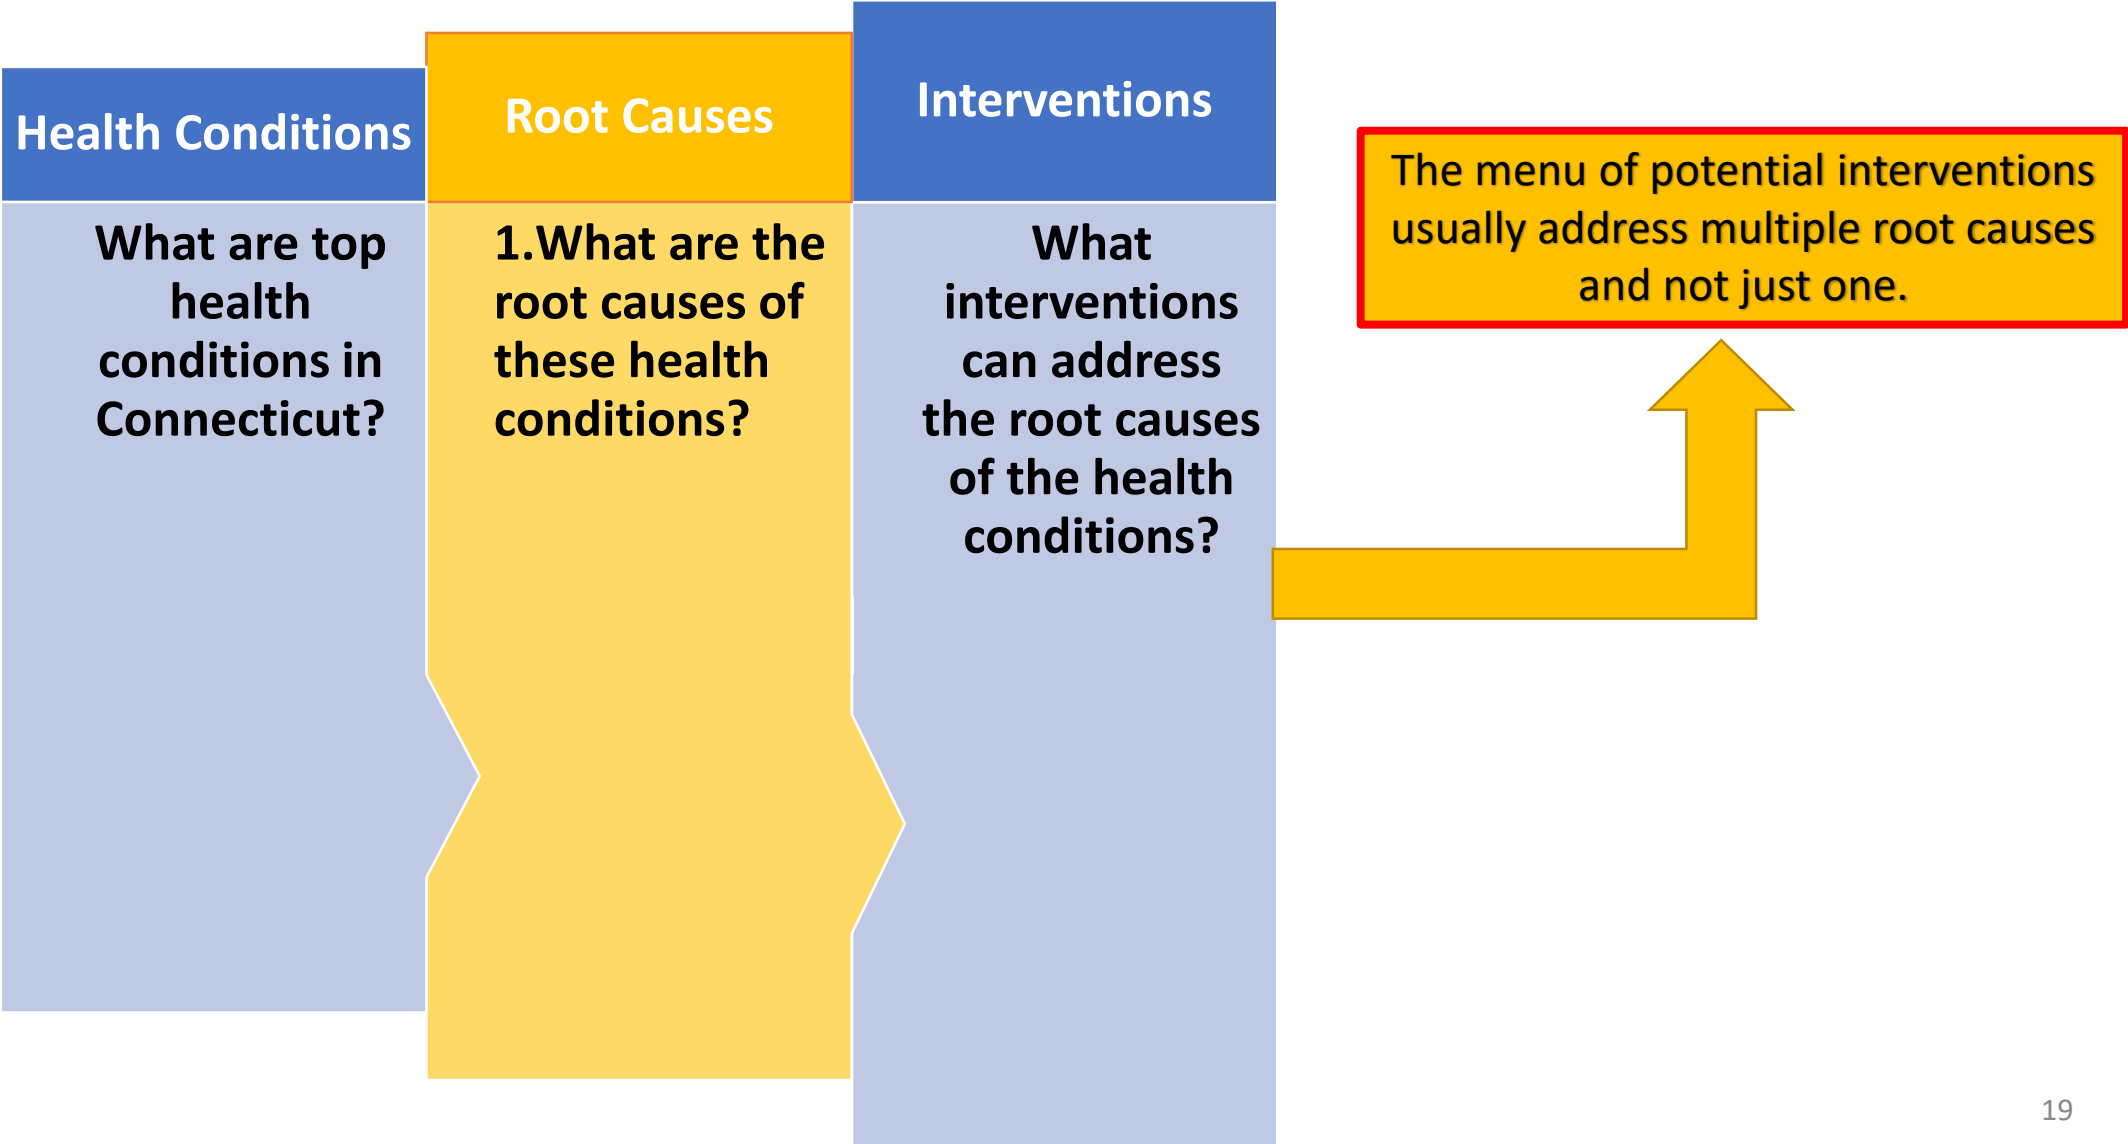 Health Conditions
What are top
health
conditions in
Connecticut?
Root Causes
1.What are the
root causes of
these health
conditions?
Interventions
What
interventions
can address
the root causes
of the health
conditions?
The menu of potential interventions
usually address multiple root causes
and not just one.
19